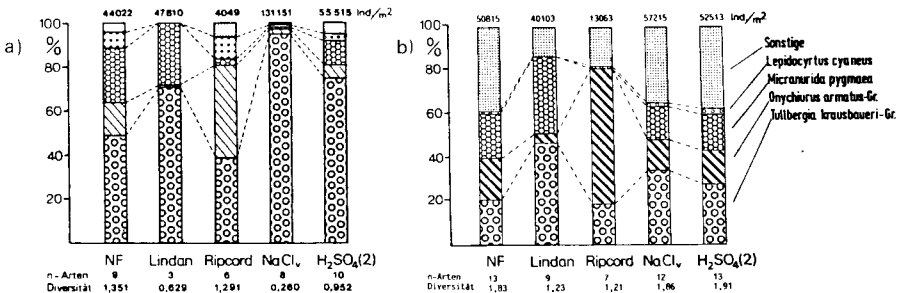 a)
44022 47810 4049 131151 55 515 Ind/m²
100
%
80
60
40
20
NF Lindan Ripcord NaClᵥ H₂SO₄(2)
n-Arten 9 3 6 8 10
Diversität 1,351 0,629 1,291 0,260 0,952
b)
50815 40103 13063 57215 52513 Ind/m²
100
%
80
60
40
20
Sonstige
Lepidocyrtus cyaneus
Micranurida pygmaea
Onychiurus armatus-Gr.
Tullbergia krausbaueri-Gr.
NF Lindan Ripcord NaClᵥ H₂SO₄(2)
n-Arten 13 9 7 12 13
Diversität 1,83 1,23 1,21 1,86 1,91